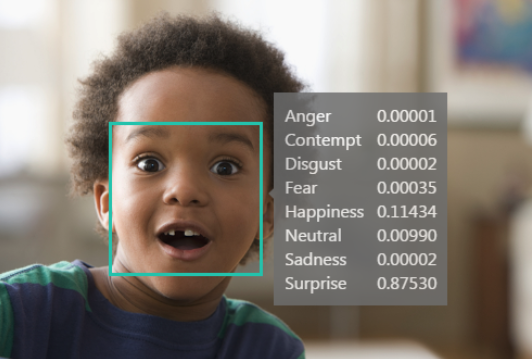 Anger 0.00001
Contempt 0.00006
Disgust 0.00002
Fear 0.00035
Happiness 0.11434
Neutral 0.00990
Sadness 0.00002
Surprise 0.87530